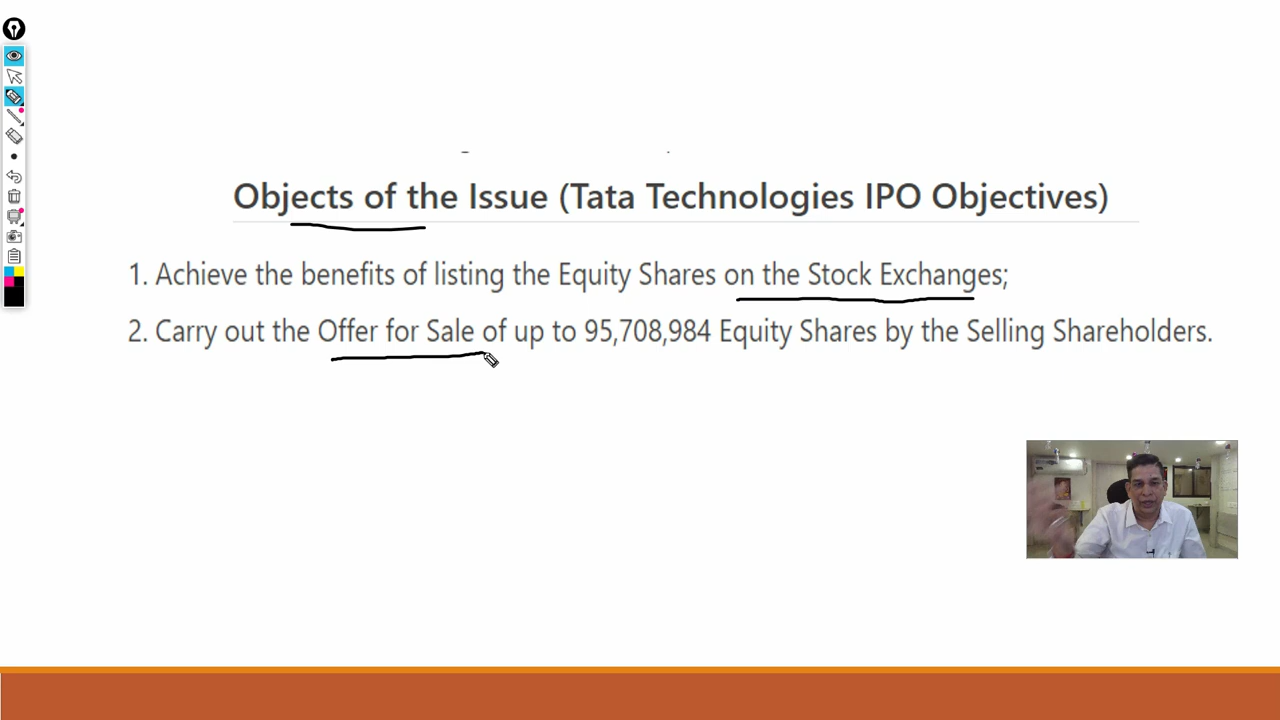 Objects of the Issue (Tata Technologies IPO Objectives)
1. Achieve the benefits of listing the Equity Shares on the Stock Exchanges;
2. Carry out the Offer for Sale of up to 95,708,984 Equity Shares by the Selling Shareholders.